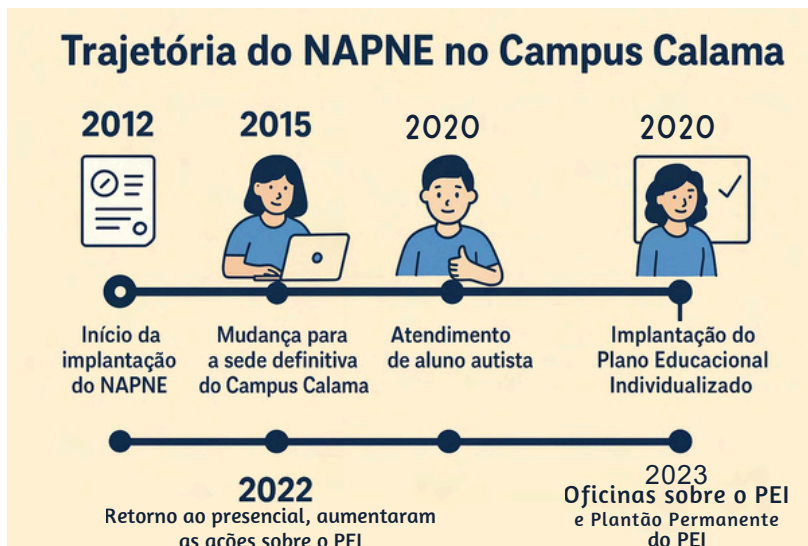 Trajetória do NAPNE no Campus Calama
2012
2015
2020
2020
Início da
implantação
do NAPNE
Mudança para
a sede definitiva
do Campus Calama
Atendimento
de aluno autista
Implantação do
Plano Educacional
Individualizado
2022
Retorno ao presencial, aumentaram
as ações sobre o PEI
2023
Oficinas sobre o PEI
e Plantão Permanente
do PEI